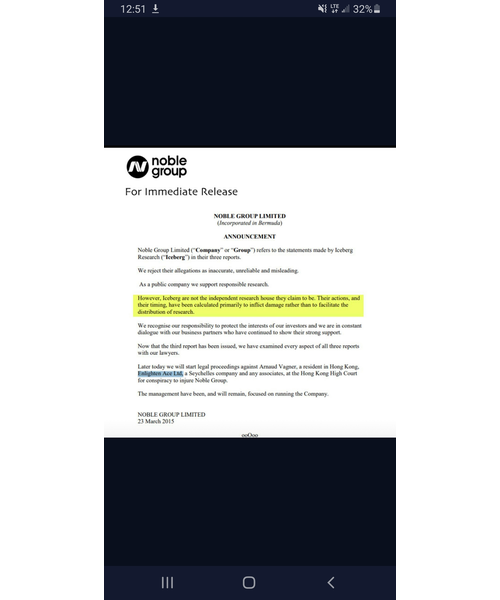 12:51 LTE 32%
noble
group
For Immediate Release
NOBLE GROUP LIMITED
(Incorporated in Bermuda)
ANNOUNCEMENT
Noble Group Limited ("Company" or "Group") refers to the statements made by Iceberg
Research ("Iceberg") in their three reports.
We reject their allegations as inaccurate, unreliable and misleading.
As a public company we support responsible research.
However, Iceberg are not the independent research house they claim to be. Their actions, and
their timing, have been calculated primarily to inflict damage rather than to facilitate the
distribution of research.
We recognise our responsibility to protect the interests of our investors and we are in constant
dialogue with our business partners who have continued to show their strong support.
Now that the third report has been issued, we have examined every aspect of all three reports
with our lawyers.
Later today we will start legal proceedings against Arnaud Vagner, a resident in Hong Kong,
Enlighten Ace Ltd, a Seychelles company and any associates, at the Hong Kong High Court
for conspiracy to injure Noble Group.
The management have been, and will remain, focused on running the Company.
NOBLE GROUP LIMITED
23 March 2015
ooOoo